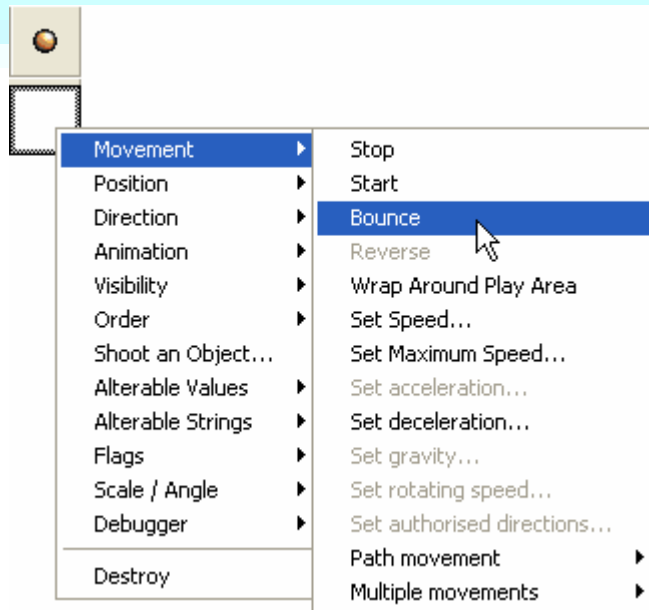 Movement
Position
Direction
Animation
Visibility
Order
Shoot an Object...
Alterable Values
Alterable Strings
Flags
Scale / Angle
Debugger
Destroy
Stop
Start
Bounce
Reverse
Wrap Around Play Area
Set Speed...
Set Maximum Speed...
Set acceleration...
Set deceleration...
Set gravity...
Set rotating speed...
Set authorised directions...
Path movement
Multiple movements